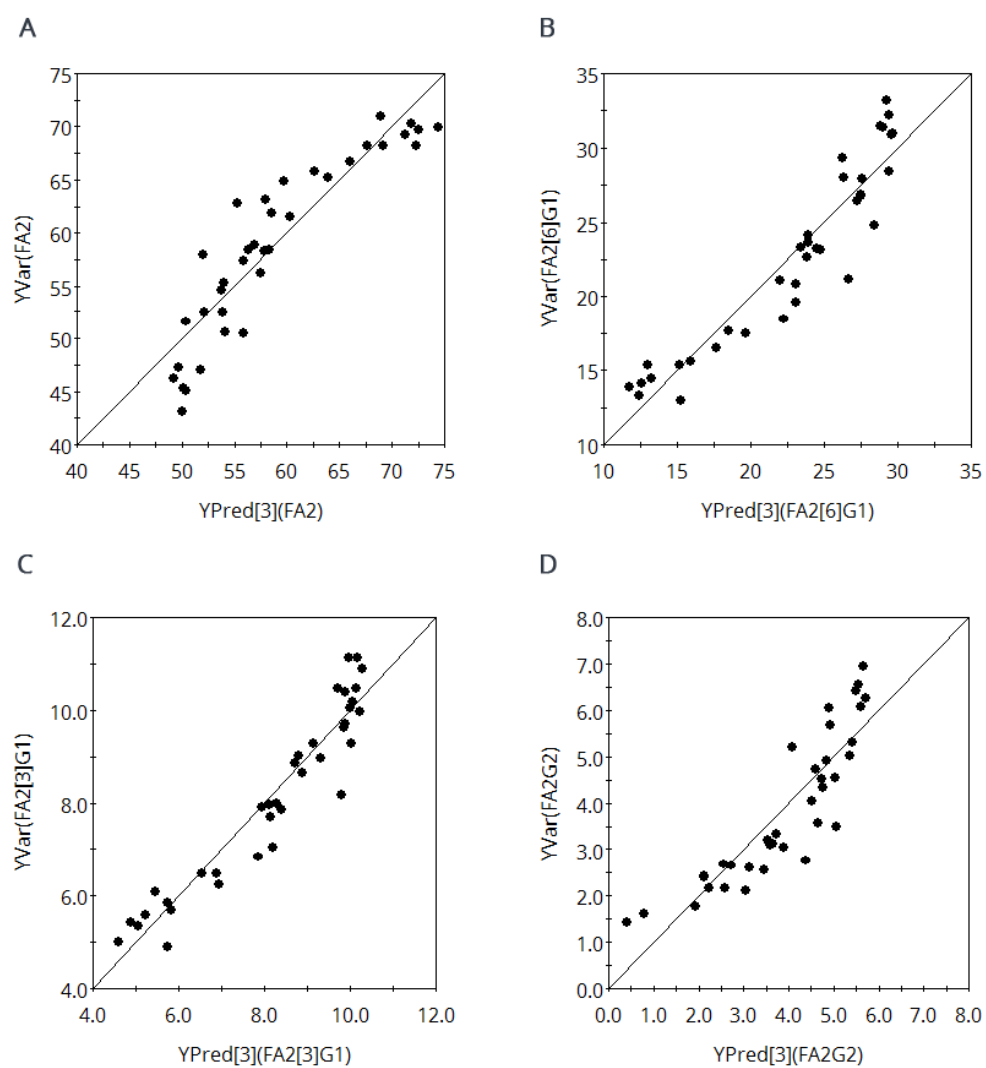 A
B
75
70
65
60
55
50
45
40
YVar(FA2)
40 45 50 55 60 65 70 75
YPred[3](FA2)
35
30
25
20
15
10
YVar(FA2[6]G1)
10 15 20 25 30 35
YPred[3](FA2[6]G1)
C
D
12.0
10.0
8.0
6.0
4.0
YVar(FA2[3]G1)
4.0 6.0 8.0 10.0 12.0
YPred[3](FA2[3]G1)
8.0
7.0
6.0
5.0
4.0
3.0
2.0
1.0
0.0
YVar(FA2G2)
0.0 1.0 2.0 3.0 4.0 5.0 6.0 7.0 8.0
YPred[3](FA2G2)